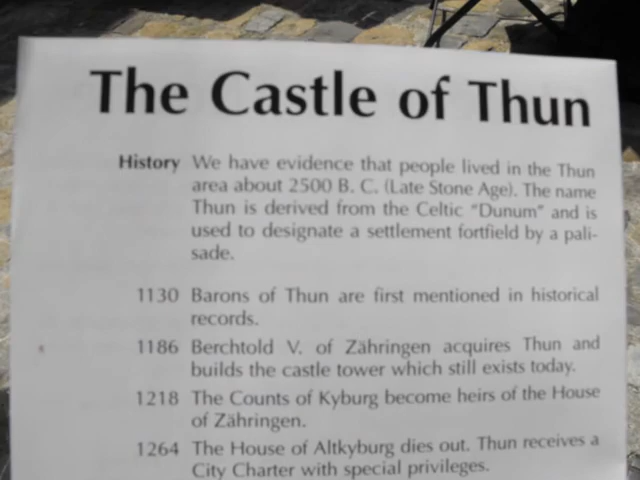 The Castle of Thun
History We have evidence that people lived in the Thun
area about 2500 B. C. (Late Stone Age). The name
Thun is derived from the Celtic "Dunum" and is
used to designate a settlement fortfield by a pali-
sade.
1130 Barons of Thun are first mentioned in historical
records.
1186 Berchtold V. of Zähringen acquires Thun and
builds the castle tower which still exists today.
1218 The Counts of Kyburg become heirs of the House
of Zähringen.
1264 The House of Altkyburg dies out. Thun receives a
City Charter with special privileges.